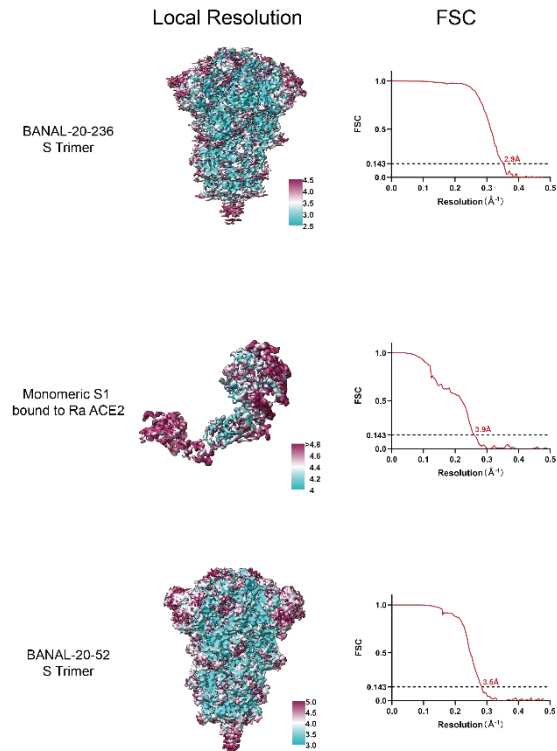 Local Resolution
FSC
BANAL-20-236
S Trimer
4.5
4.0
3.5
3.0
2.5
FSC
1.0
0.5
0.143
0.0
2.9Å
0.0 0.1 0.2 0.3 0.4 0.5
Resolution (Å⁻¹)
Monomeric S1
bound to Ra ACE2
>4.8
4.6
4.4
4.2
4
FSC
1.0
0.5
0.143
0.0
3.9Å
0.0 0.1 0.2 0.3 0.4 0.5
Resolution (Å⁻¹)
BANAL-20-52
S Trimer
5.0
4.5
4.0
3.5
3.0
FSC
1.0
0.5
0.143
0.0
3.5Å
0.0 0.1 0.2 0.3 0.4 0.5
Resolution (Å⁻¹)